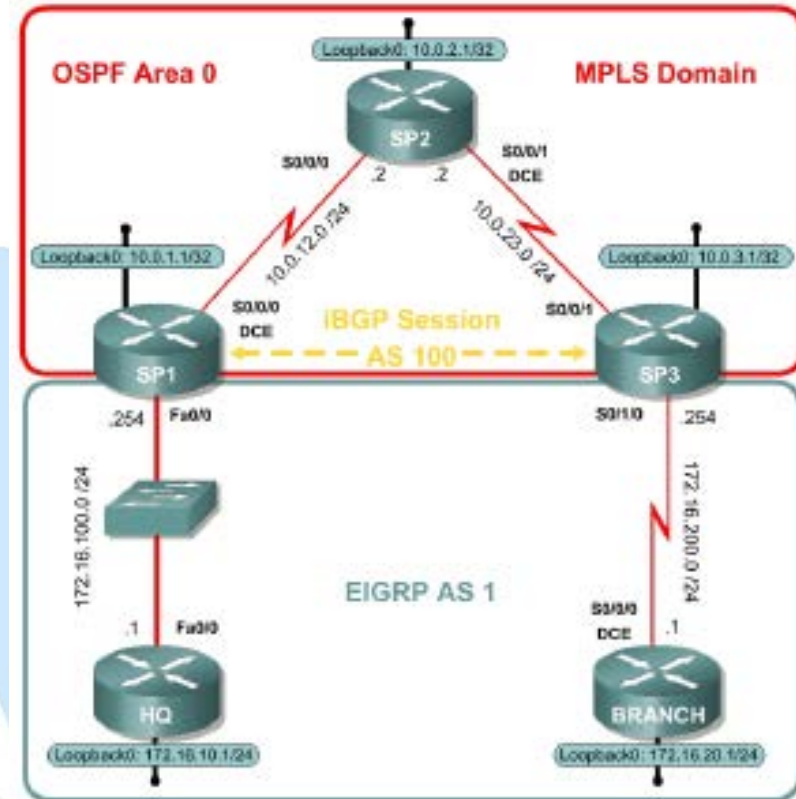 Loopback0: 10.0.2.1/32
OSPF Area 0
MPLS Domain
SP2
S0/0/0
.2
.2
S0/0/1
DCE
10.0.12.0 /24
10.0.23.0 /24
Loopback0: 10.0.1.1/32
Loopback0: 10.0.3.1/32
S0/0/0
DCE
iBGP Session
AS 100
S0/0/1
SP1
SP3
.254
Fa0/0
S0/1/0
.254
172.16.100.0 /24
172.16.200.0 /24
EIGRP AS 1
.1
Fa0/0
S0/0/0
DCE
.1
HQ
BRANCH
Loopback0: 172.16.10.1/24
Loopback0: 172.16.20.1/24